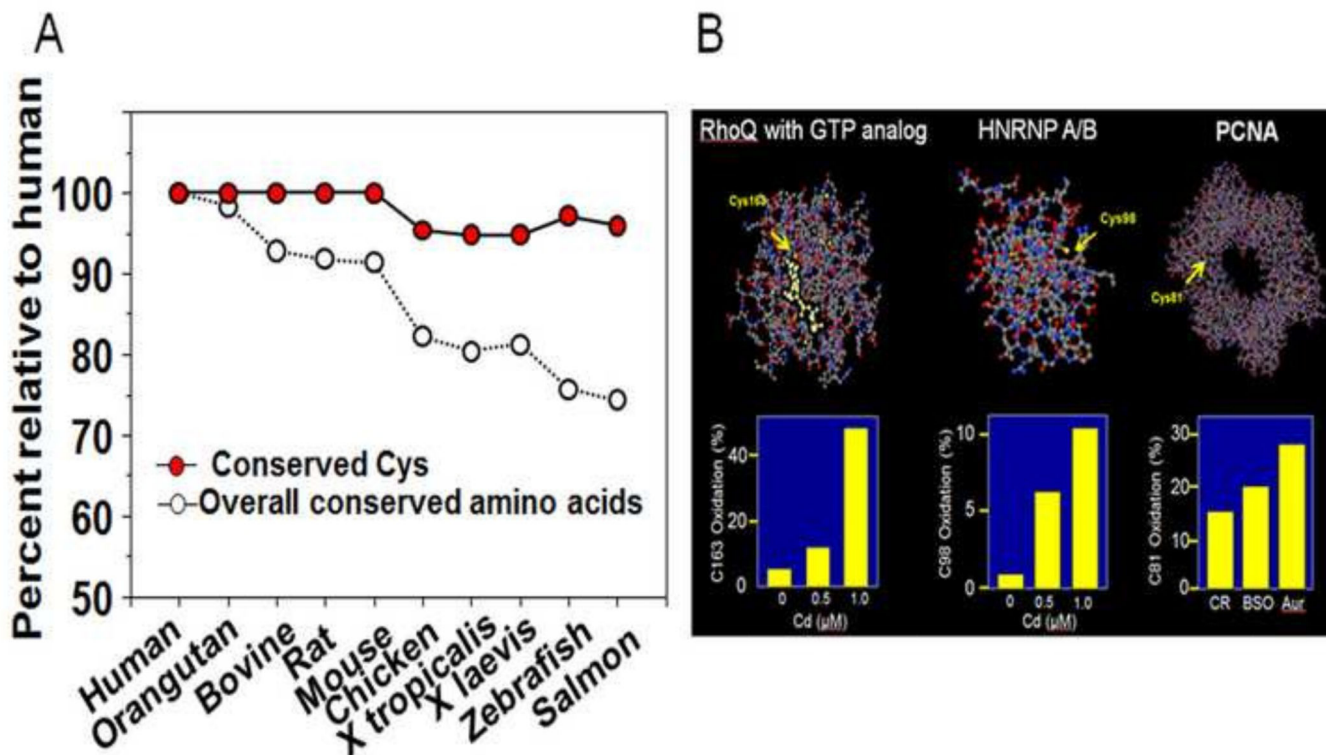 A
Percent relative to human
100
90
80
70
60
50
Conserved Cys
Overall conserved amino acids
Human
Orangutan
Bovine
Rat
Mouse
Chicken
X tropicalis
X laevis
Zebrafish
Salmon
B
RhoQ with GTP analog
HNRNP A/B
PCNA
Cys163
Cys98
Cys81
C163 Oxidation (%)
40
20
0
0 0.5 1.0
Cd (µM)
C98 Oxidation (%)
10
5
0
0 0.5 1.0
Cd (µM)
C81 Oxidation (%)
30
20
10
0
CR BSO Aur